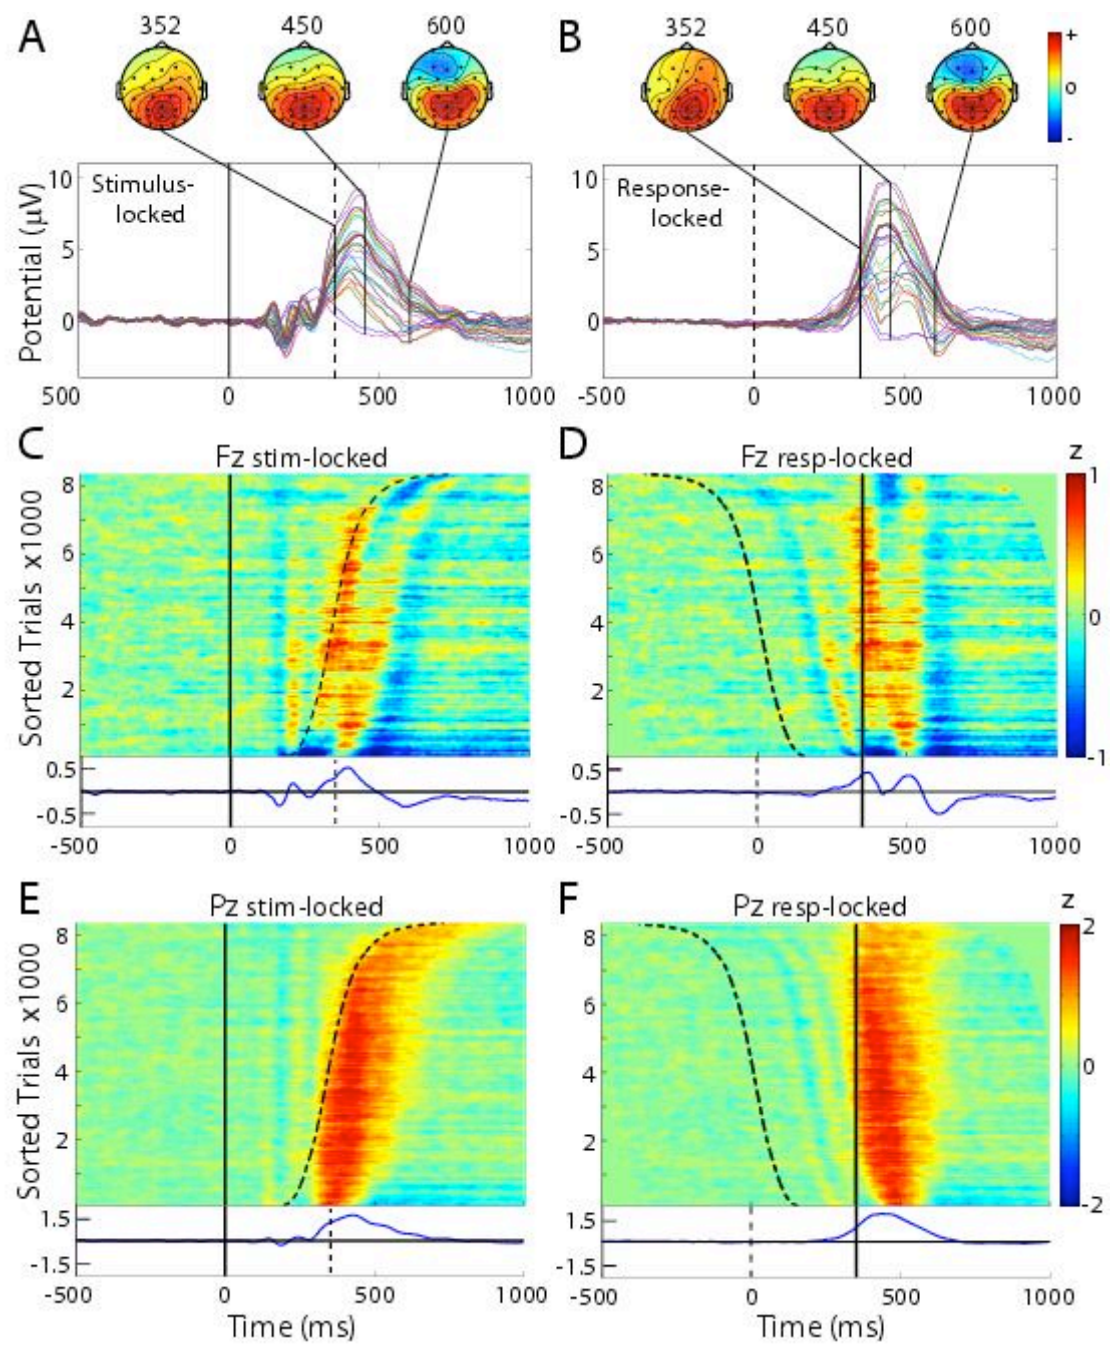 A 352 450 600 B 352 450 600
+
0
-
Stimulus-
locked
Response-
locked
Potential (μV)
10
5
0
10
5
0
500 0 500 1000 -500 0 500 1000
C Fz stim-locked D Fz resp-locked z
Sorted Trials x1000
8
6
4
2
8
6
4
2
1
0
-1
0.5
-0.5
0.5
-0.5
-500 0 500 1000 -500 0 500 1000
E Pz stim-locked F Pz resp-locked z
Sorted Trials x1000
8
6
4
2
8
6
4
2
2
0
-2
1.5
-1.5
1.5
-1.5
-500 0 500 1000 -500 0 500 1000
Time (ms) Time (ms)